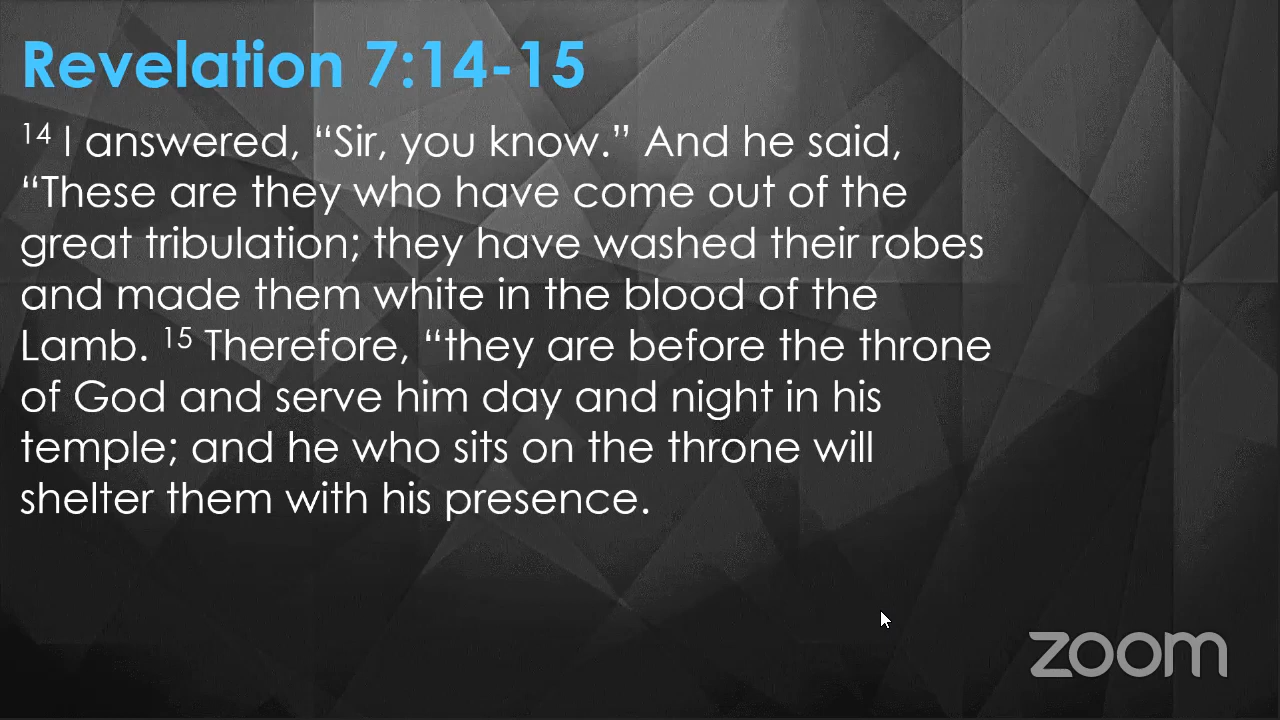 Revelation 7:14-15
14 I answered, “Sir, you know.” And he said,
“These are they who have come out of the
great tribulation; they have washed their robes
and made them white in the blood of the
Lamb. 15 Therefore, “they are before the throne
of God and serve him day and night in his
temple; and he who sits on the throne will
shelter them with his presence.
zoom